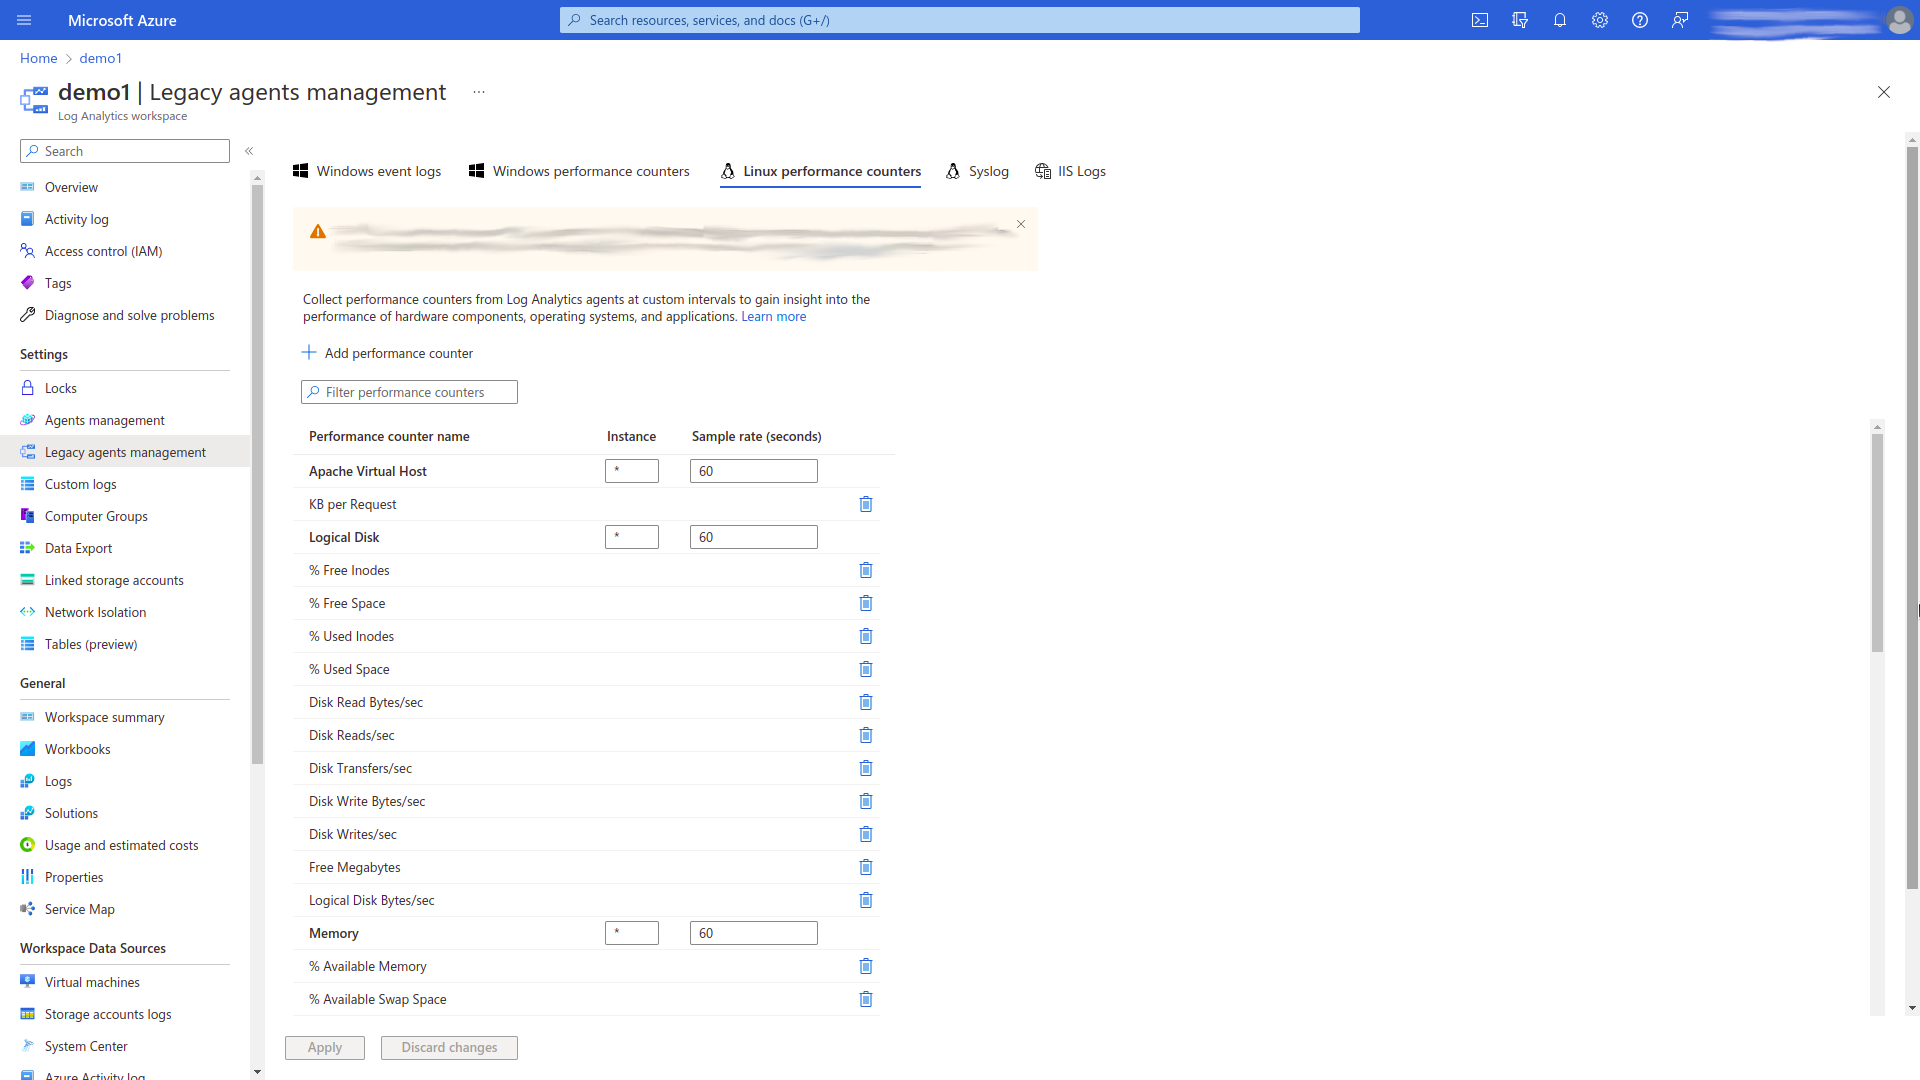 Microsoft Azure
Search resources, services, and docs (G+/)
Home > demo1
demo1 | Legacy agents management ...
Log Analytics workspace
Search
Overview
Activity log
Access control (IAM)
Tags
Diagnose and solve problems
Settings
Locks
Agents management
Legacy agents management
Custom logs
Computer Groups
Data Export
Linked storage accounts
Network Isolation
Tables (preview)
General
Workspace summary
Workbooks
Logs
Solutions
Usage and estimated costs
Properties
Service Map
Workspace Data Sources
Virtual machines
Storage accounts logs
System Center
Azure Activity log
Windows event logs
Windows performance counters
Linux performance counters
Syslog
IIS Logs
Collect performance counters from Log Analytics agents at custom intervals to gain insight into the
performance of hardware components, operating systems, and applications. Learn more
Add performance counter
Filter performance counters
Performance counter name Instance Sample rate (seconds)
Apache Virtual Host * 60
KB per Request
Logical Disk * 60
% Free Inodes
% Free Space
% Used Inodes
% Used Space
Disk Read Bytes/sec
Disk Reads/sec
Disk Transfers/sec
Disk Write Bytes/sec
Disk Writes/sec
Free Megabytes
Logical Disk Bytes/sec
Memory * 60
% Available Memory
% Available Swap Space
Apply
Discard changes